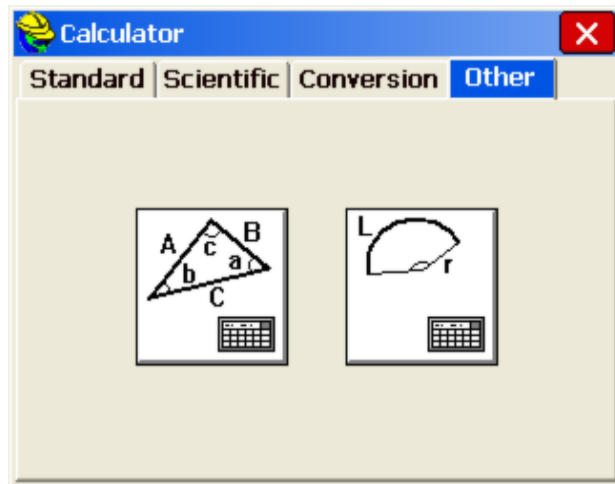 Calculator
Standard Scientific Conversion Other
A c B
b a
C
L
r